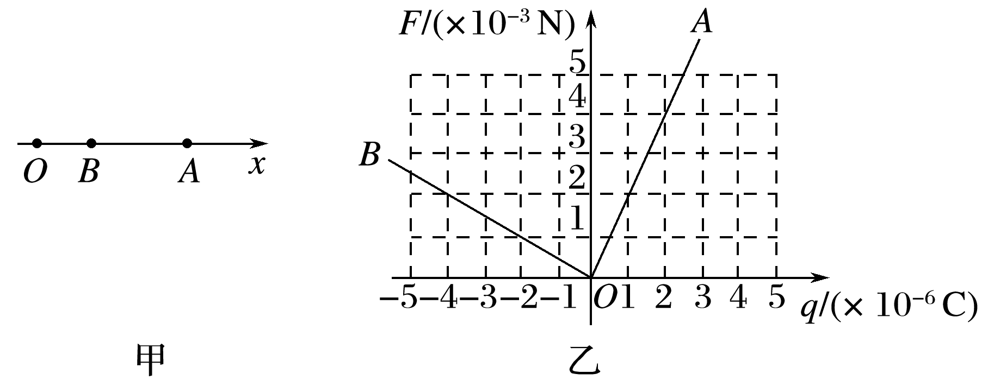 O B A x
甲
F/(×10⁻³ N)
A
B
5
4
3
2
1
−5 −4 −3 −2 −1 O 1 2 3 4 5
q/(× 10⁻⁶ C)
乙